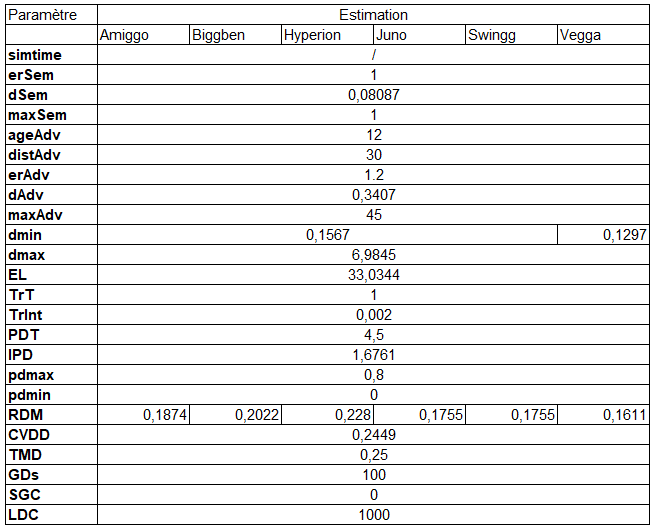 Paramètre Estimation
Amiggo Biggben Hyperion Juno Swingg Vegga
simtime /
erSem 1
dSem 0,08087
maxSem 1
ageAdv 12
distAdv 30
erAdv 1.2
dAdv 0,3407
maxAdv 45
dmin 0,1567 0,1297
dmax 6,9845
EL 33,0344
TrT 1
TrInt 0,002
PDT 4,5
IPD 1,6761
pdmax 0,8
pdmin 0
RDM 0,1874 0,2022 0,228 0,1755 0,1755 0,1611
CVDD 0,2449
TMD 0,25
GDs 100
SGC 0
LDC 1000